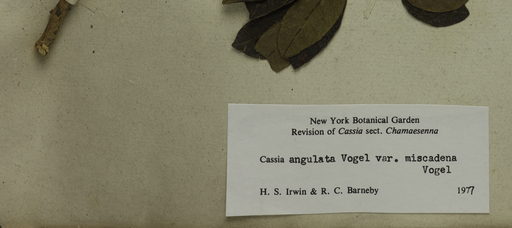 New York Botanical Garden
Revision of Cassia sect. Chamaesenna
Cassia angulata Vogel var. miscadena
Vogel
H. S. Irwin & R. C. Barneby 1977